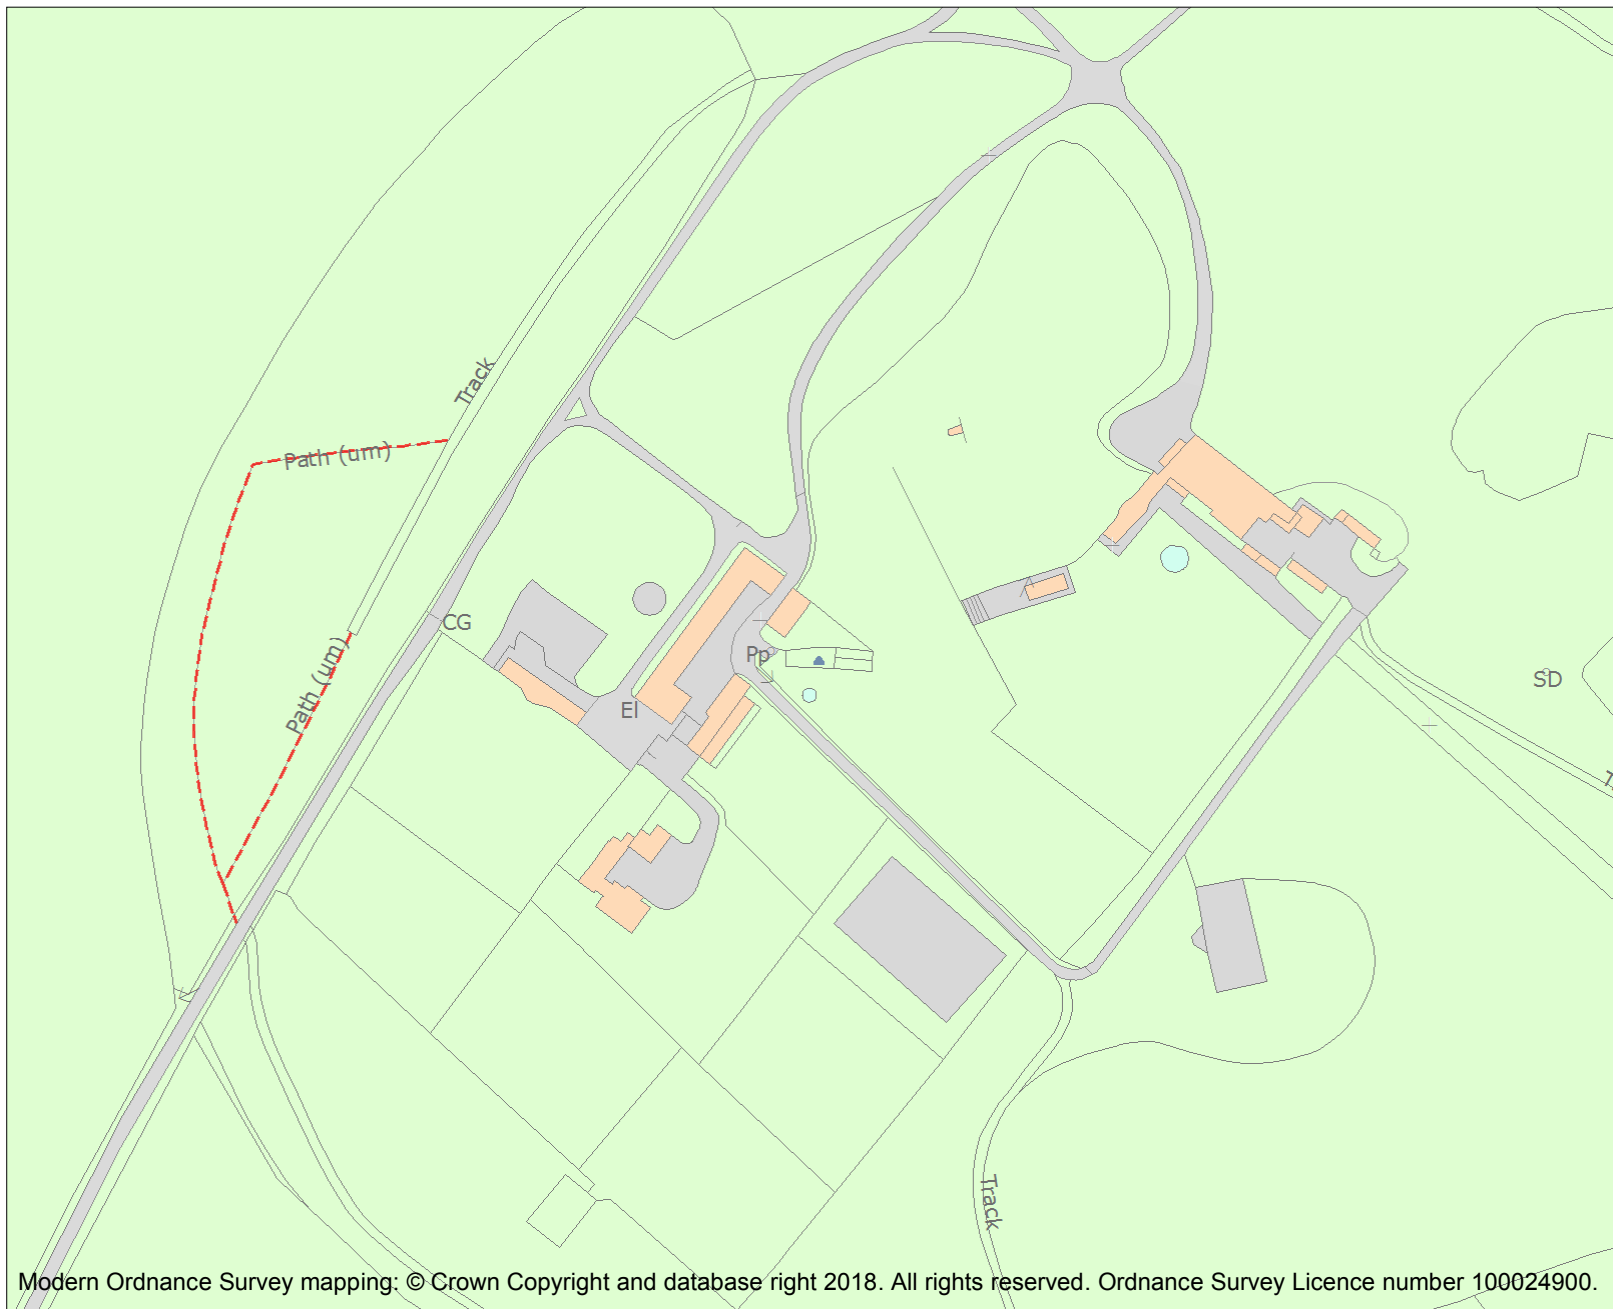 Track
Path (um)
CG
Path (um)
Pp
El
SD
T
Track
Modern Ordnance Survey mapping: © Crown Copyright and database right 2018. All rights reserved. Ordnance Survey Licence number 100024900.